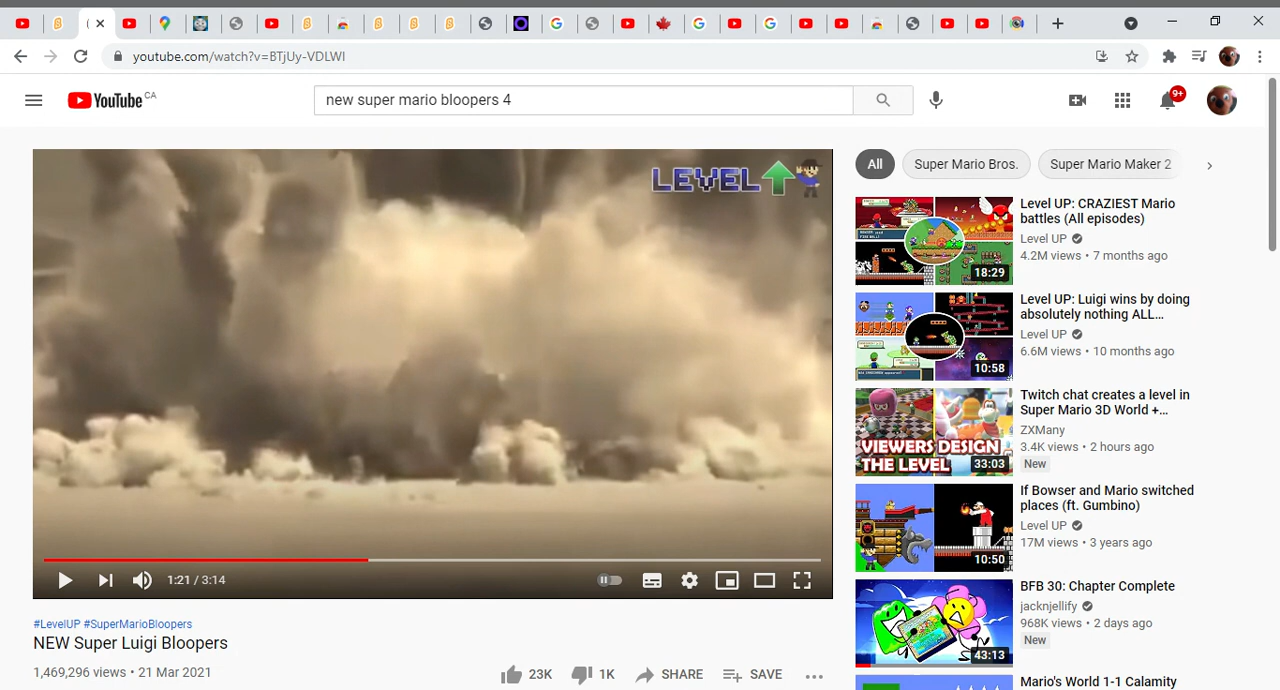 youtube.com/watch?v=BTjUy-VDLWI
YouTube CA
new super mario bloopers 4
9+
LEVEL
All
Super Mario Bros.
Super Mario Maker 2
18:29
Level UP: CRAZIEST Mario
battles (All episodes)
Level UP
4.2M views • 7 months ago
10:58
Level UP: Luigi wins by doing
absolutely nothing ALL...
Level UP
6.6M views • 10 months ago
VIEWERS DESIGN
THE LEVEL
33:03
Twitch chat creates a level in
Super Mario 3D World +...
ZXMany
3.4K views • 2 hours ago
New
10:50
If Bowser and Mario switched
places (ft. Gumbino)
Level UP
17M views • 3 years ago
43:13
BFB 30: Chapter Complete
jacknjellify
968K views • 2 days ago
New
Mario's World 1-1 Calamity
1:21 / 3:14
#LevelUP #SuperMarioBloopers
NEW Super Luigi Bloopers
1,469,296 views • 21 Mar 2021
23K
1K
SHARE
SAVE